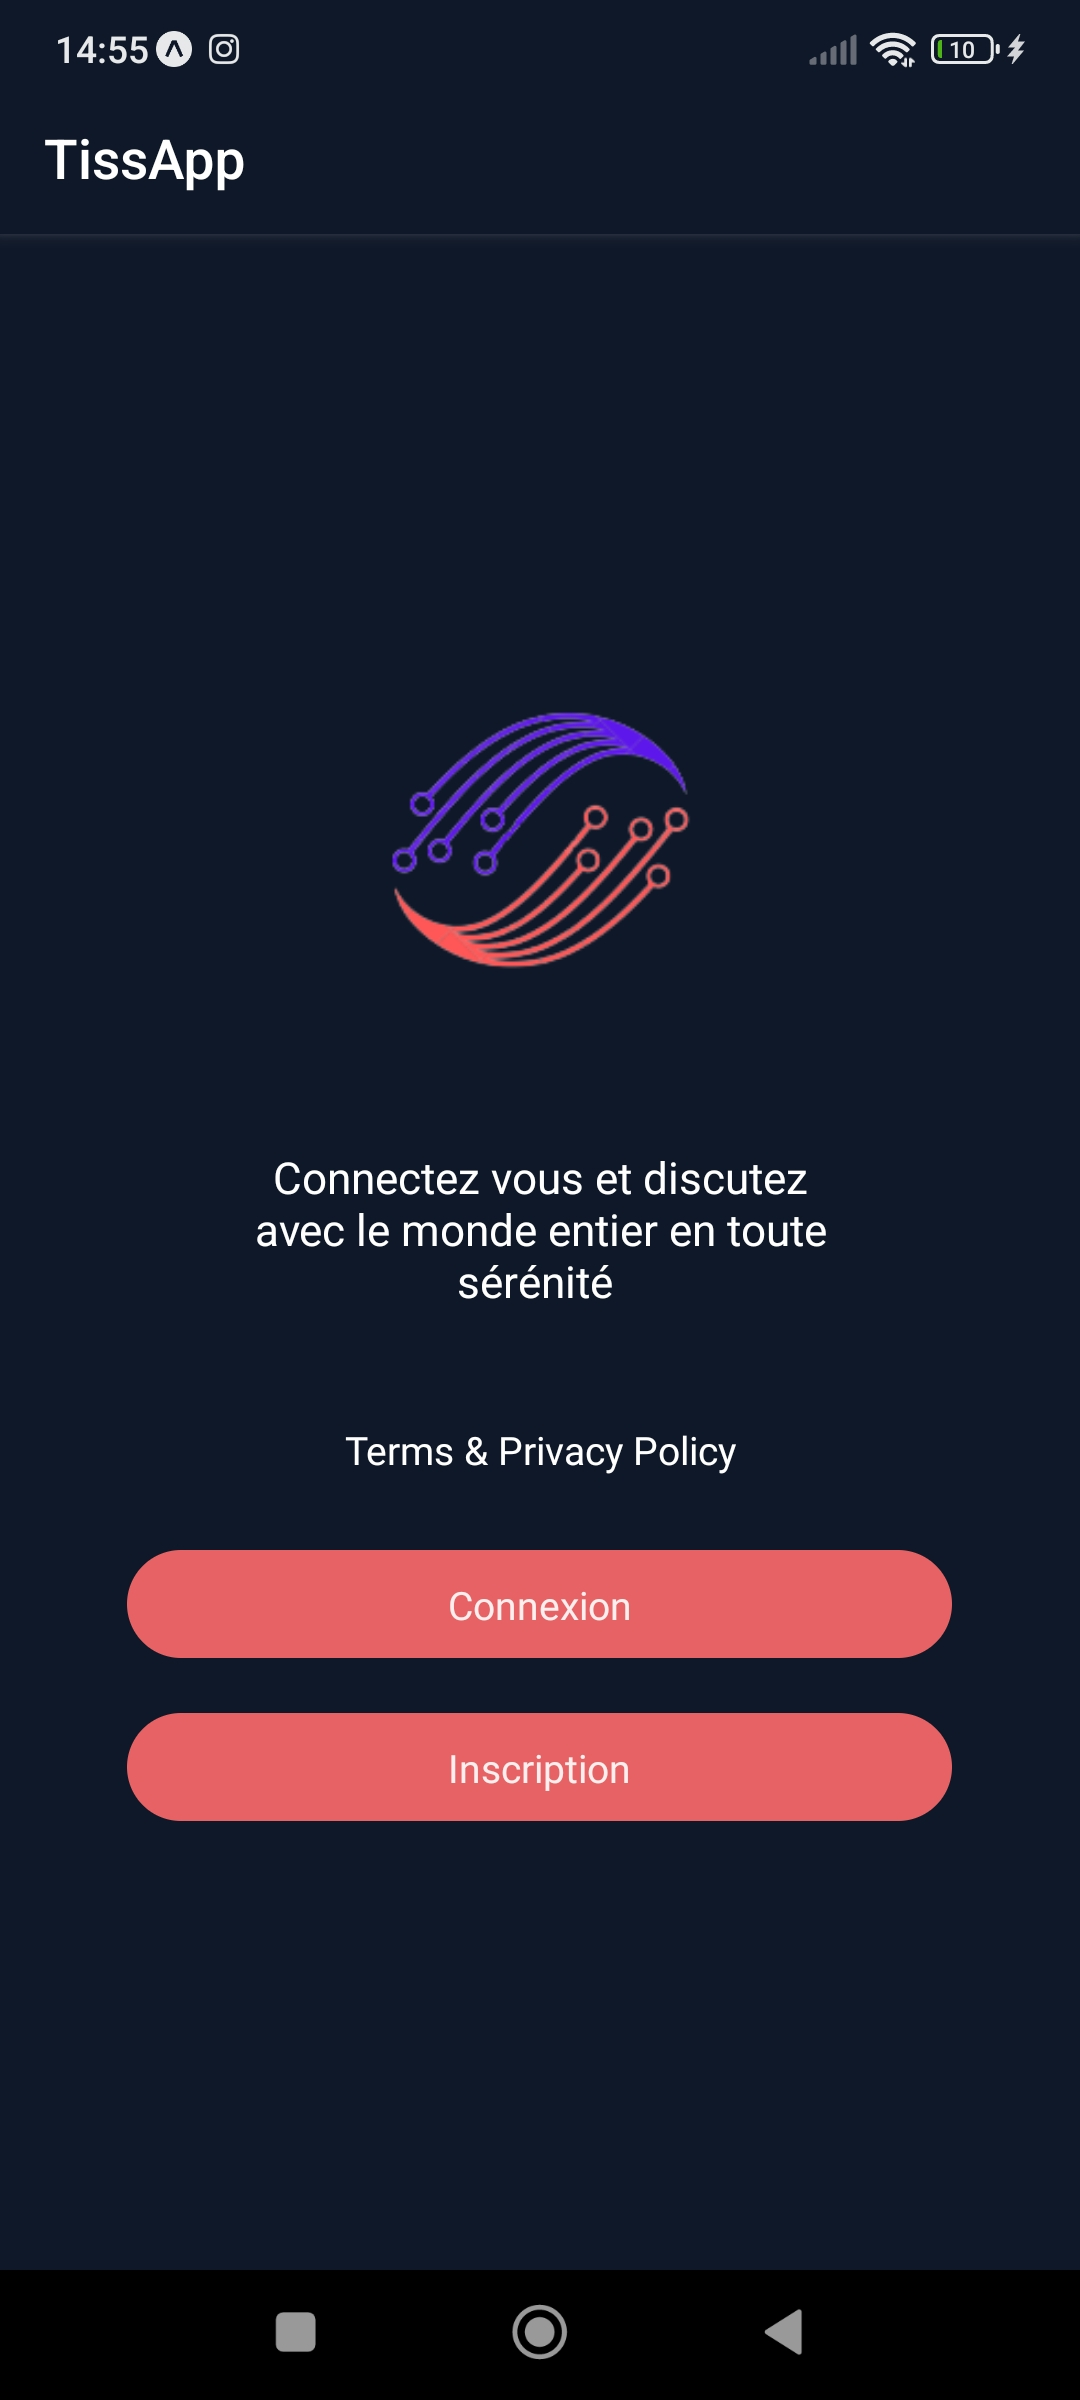 14:55
10
TissApp
Connectez vous et discutez
avec le monde entier en toute
sérénité
Terms & Privacy Policy
Connexion
Inscription